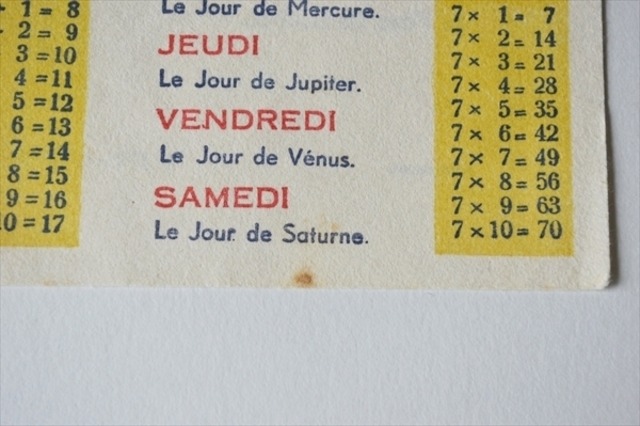 1 = 8
2 = 9
3 =10
4 =11
5 =12
6 =13
7 =14
8 =15
9 =16
0 =17
Le Jour de Mercure.
JEUDI
Le Jour de Jupiter.
VENDREDI
Le Jour de Vénus.
SAMEDI
Le Jour de Saturne.
7 × 1 = 7
7 × 2 = 14
7 × 3 = 21
7 × 4 = 28
7 × 5 = 35
7 × 6 = 42
7 × 7 = 49
7 × 8 = 56
7 × 9 = 63
7 × 10 = 70